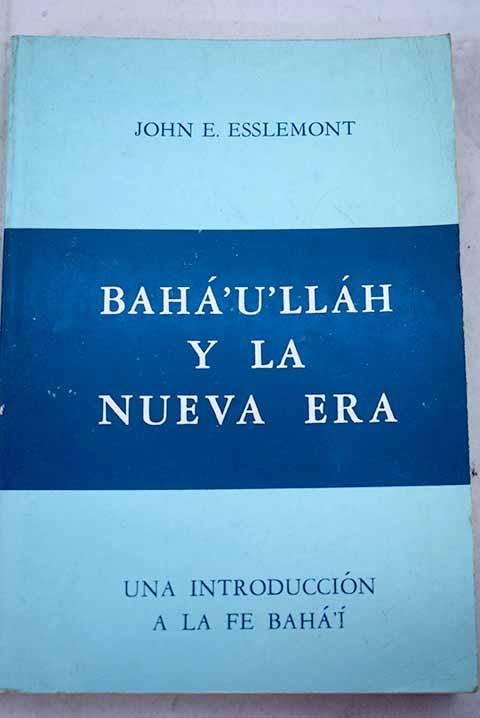 JOHN E. ESSLEMONT
BAHÁ'U'LLÁH
Y LA
NUEVA ERA
UNA INTRODUCCIÓN
A LA FE BAHÁ'Í